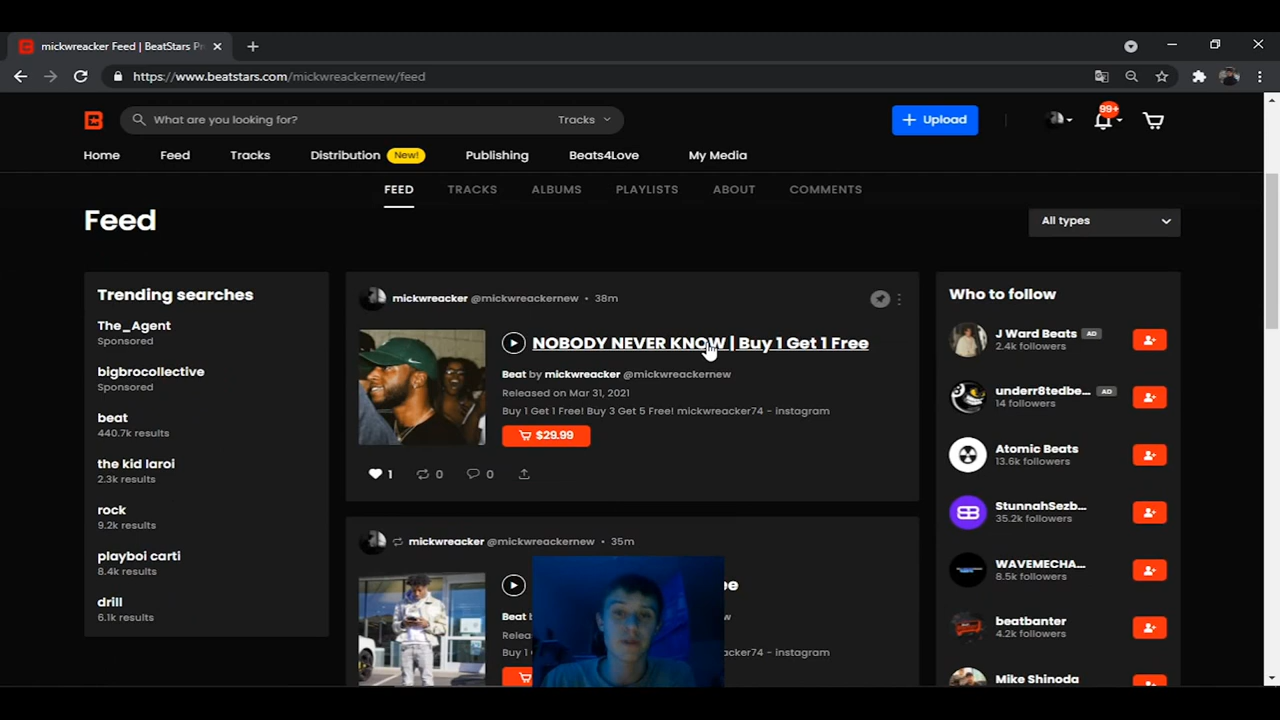 mickwreacker Feed | BeatStars Pr
https://www.beatstars.com/mickwreackernew/feed
What are you looking for?
Tracks
Upload
99+
Home
Feed
Tracks
Distribution
New!
Publishing
Beats4Love
My Media
FEED
TRACKS
ALBUMS
PLAYLISTS
ABOUT
COMMENTS
Feed
All types
Trending searches
The_Agent
Sponsored
bigbrocollective
Sponsored
beat
440.7k results
the kid laroi
2.3k results
rock
9.2k results
playboi carti
8.4k results
drill
6.1k results
mickwreacker @mickwreackernew • 38m
NOBODY NEVER KNOW | Buy 1 Get 1 Free
Beat by mickwreacker @mickwreackernew
Released on Mar 31, 2021
Buy 1 Get 1 Free! Buy 3 Get 5 Free! mickwreacker74 - instagram
$29.99
1
0
0
mickwreacker @mickwreackernew • 35m
ee
Beat
w
Relea
Buy 1
acker74 - instagram
Who to follow
J Ward Beats AD
2.4k followers
underr8tedbe... AD
14 followers
Atomic Beats
13.6k followers
StunnahSezb...
35.2k followers
WAVEMECHA...
8.5k followers
beatbanter
4.2k followers
Mike Shinoda